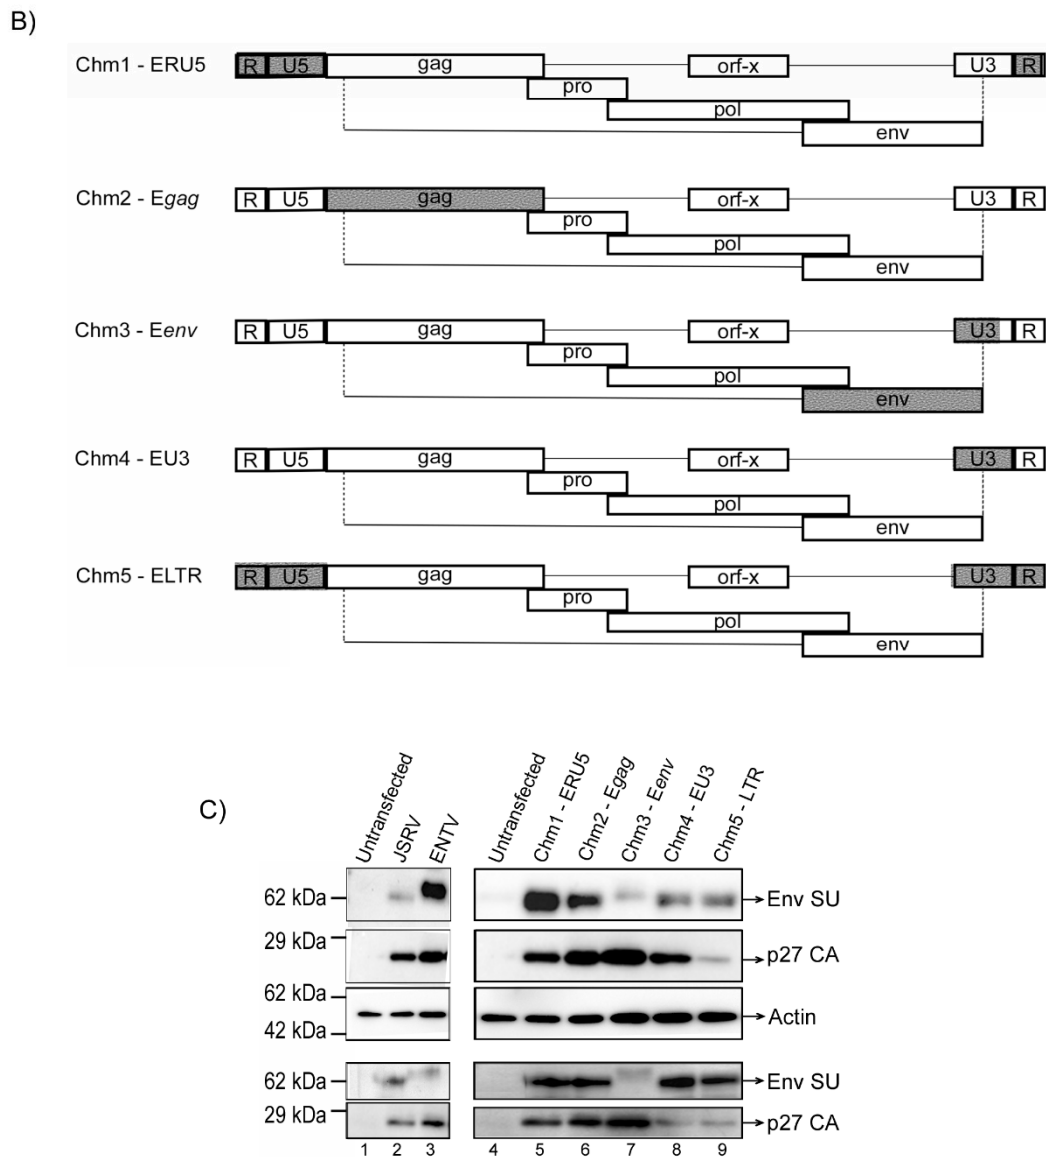 B)
Chm1 - ERU5 R U5 gag orf-x U3 R
pro
pol
env
Chm2 - Egag R U5 gag orf-x U3 R
pro
pol
env
Chm3 - Eenv R U5 gag orf-x U3 R
pro
pol
env
Chm4 - EU3 R U5 gag orf-x U3 R
pro
pol
env
Chm5 - ELTR R U5 gag orf-x U3 R
pro
pol
env
C)
Untransfected JSRV ENTV Untransfected Chm1 - ERU5 Chm2 - Egag Chm3 - Eenv Chm4 - EU3 Chm5 - LTR
62 kDa Env SU
29 kDa p27 CA
62 kDa
Actin
42 kDa
62 kDa Env SU
29 kDa p27 CA
1 2 3 4 5 6 7 8 9